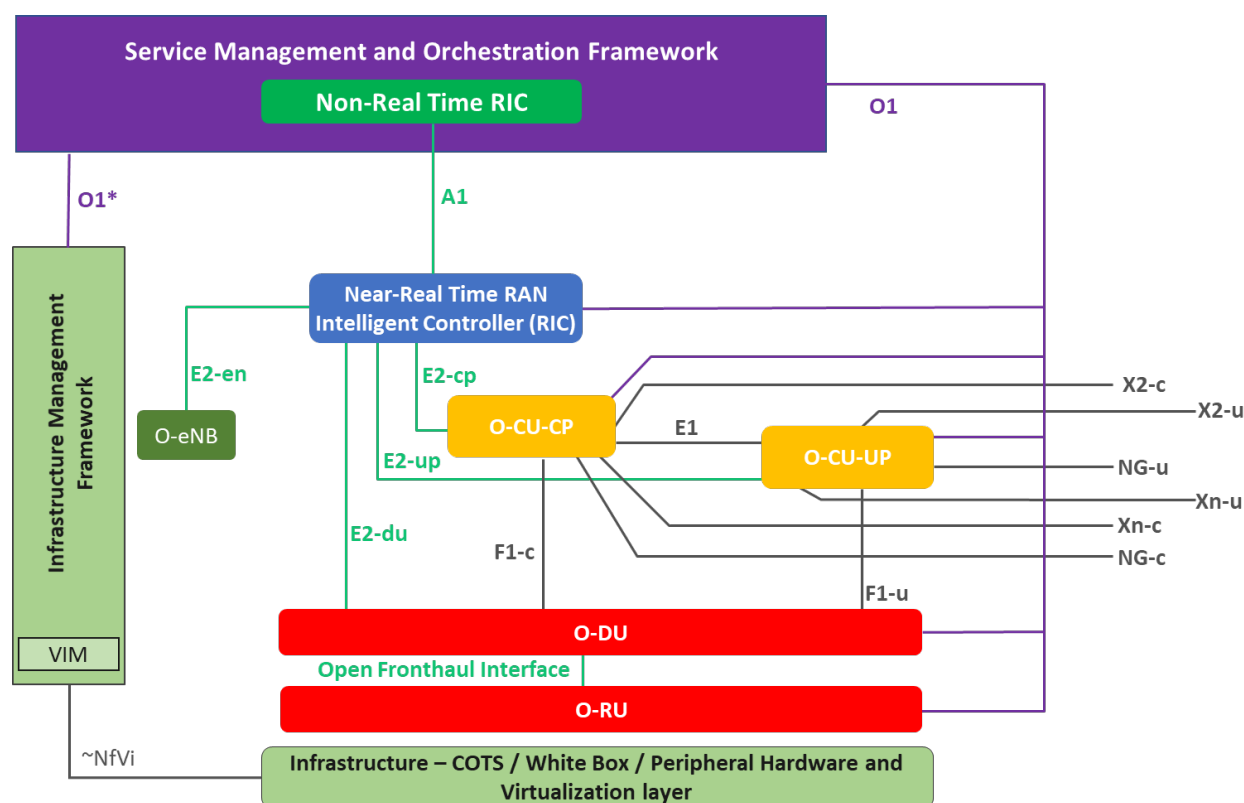 Service Management and Orchestration Framework
Non-Real Time RIC
O1
O1*
A1
Near-Real Time RAN
Intelligent Controller (RIC)
Infrastructure Management
Framework
E2-en
E2-cp
X2-c
O-CU-CP
X2-u
O-eNB
E1
E2-up
O-CU-UP
NG-u
Xn-u
E2-du
Xn-c
F1-c
NG-c
F1-u
O-DU
VIM
Open Fronthaul Interface
O-RU
~NfVi
Infrastructure – COTS / White Box / Peripheral Hardware and
Virtualization layer